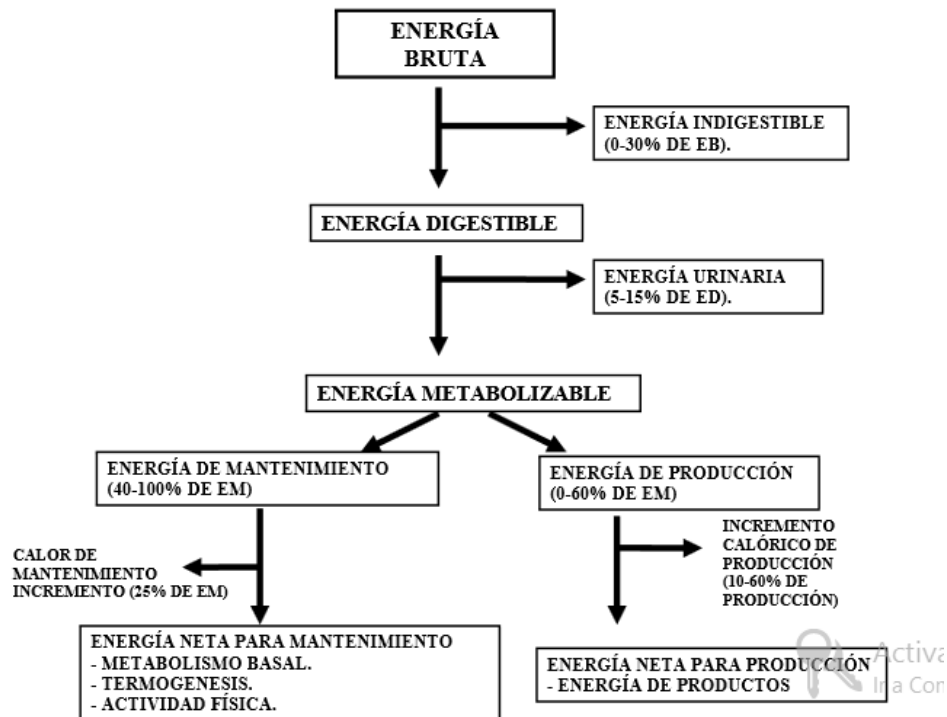 ENERGÍA
BRUTA
ENERGÍA INDIGESTIBLE
(0-30% DE EB).
ENERGÍA DIGESTIBLE
ENERGÍA URINARIA
(5-15% DE ED).
ENERGÍA METABOLIZABLE
ENERGÍA DE MANTENIMIENTO
(40-100% DE EM)
ENERGÍA DE PRODUCCIÓN
(0-60% DE EM)
CALOR DE
MANTENIMIENTO
INCREMENTO (25% DE EM)
INCREMENTO
CALÓRICO DE
PRODUCCIÓN
(10-60% DE
PRODUCCIÓN)
ENERGÍA NETA PARA MANTENIMIENTO
- METABOLISMO BASAL.
- TERMOGENESIS.
- ACTIVIDAD FÍSICA.
ENERGÍA NETA PARA PRODUCCIÓN
- ENERGÍA DE PRODUCTOS